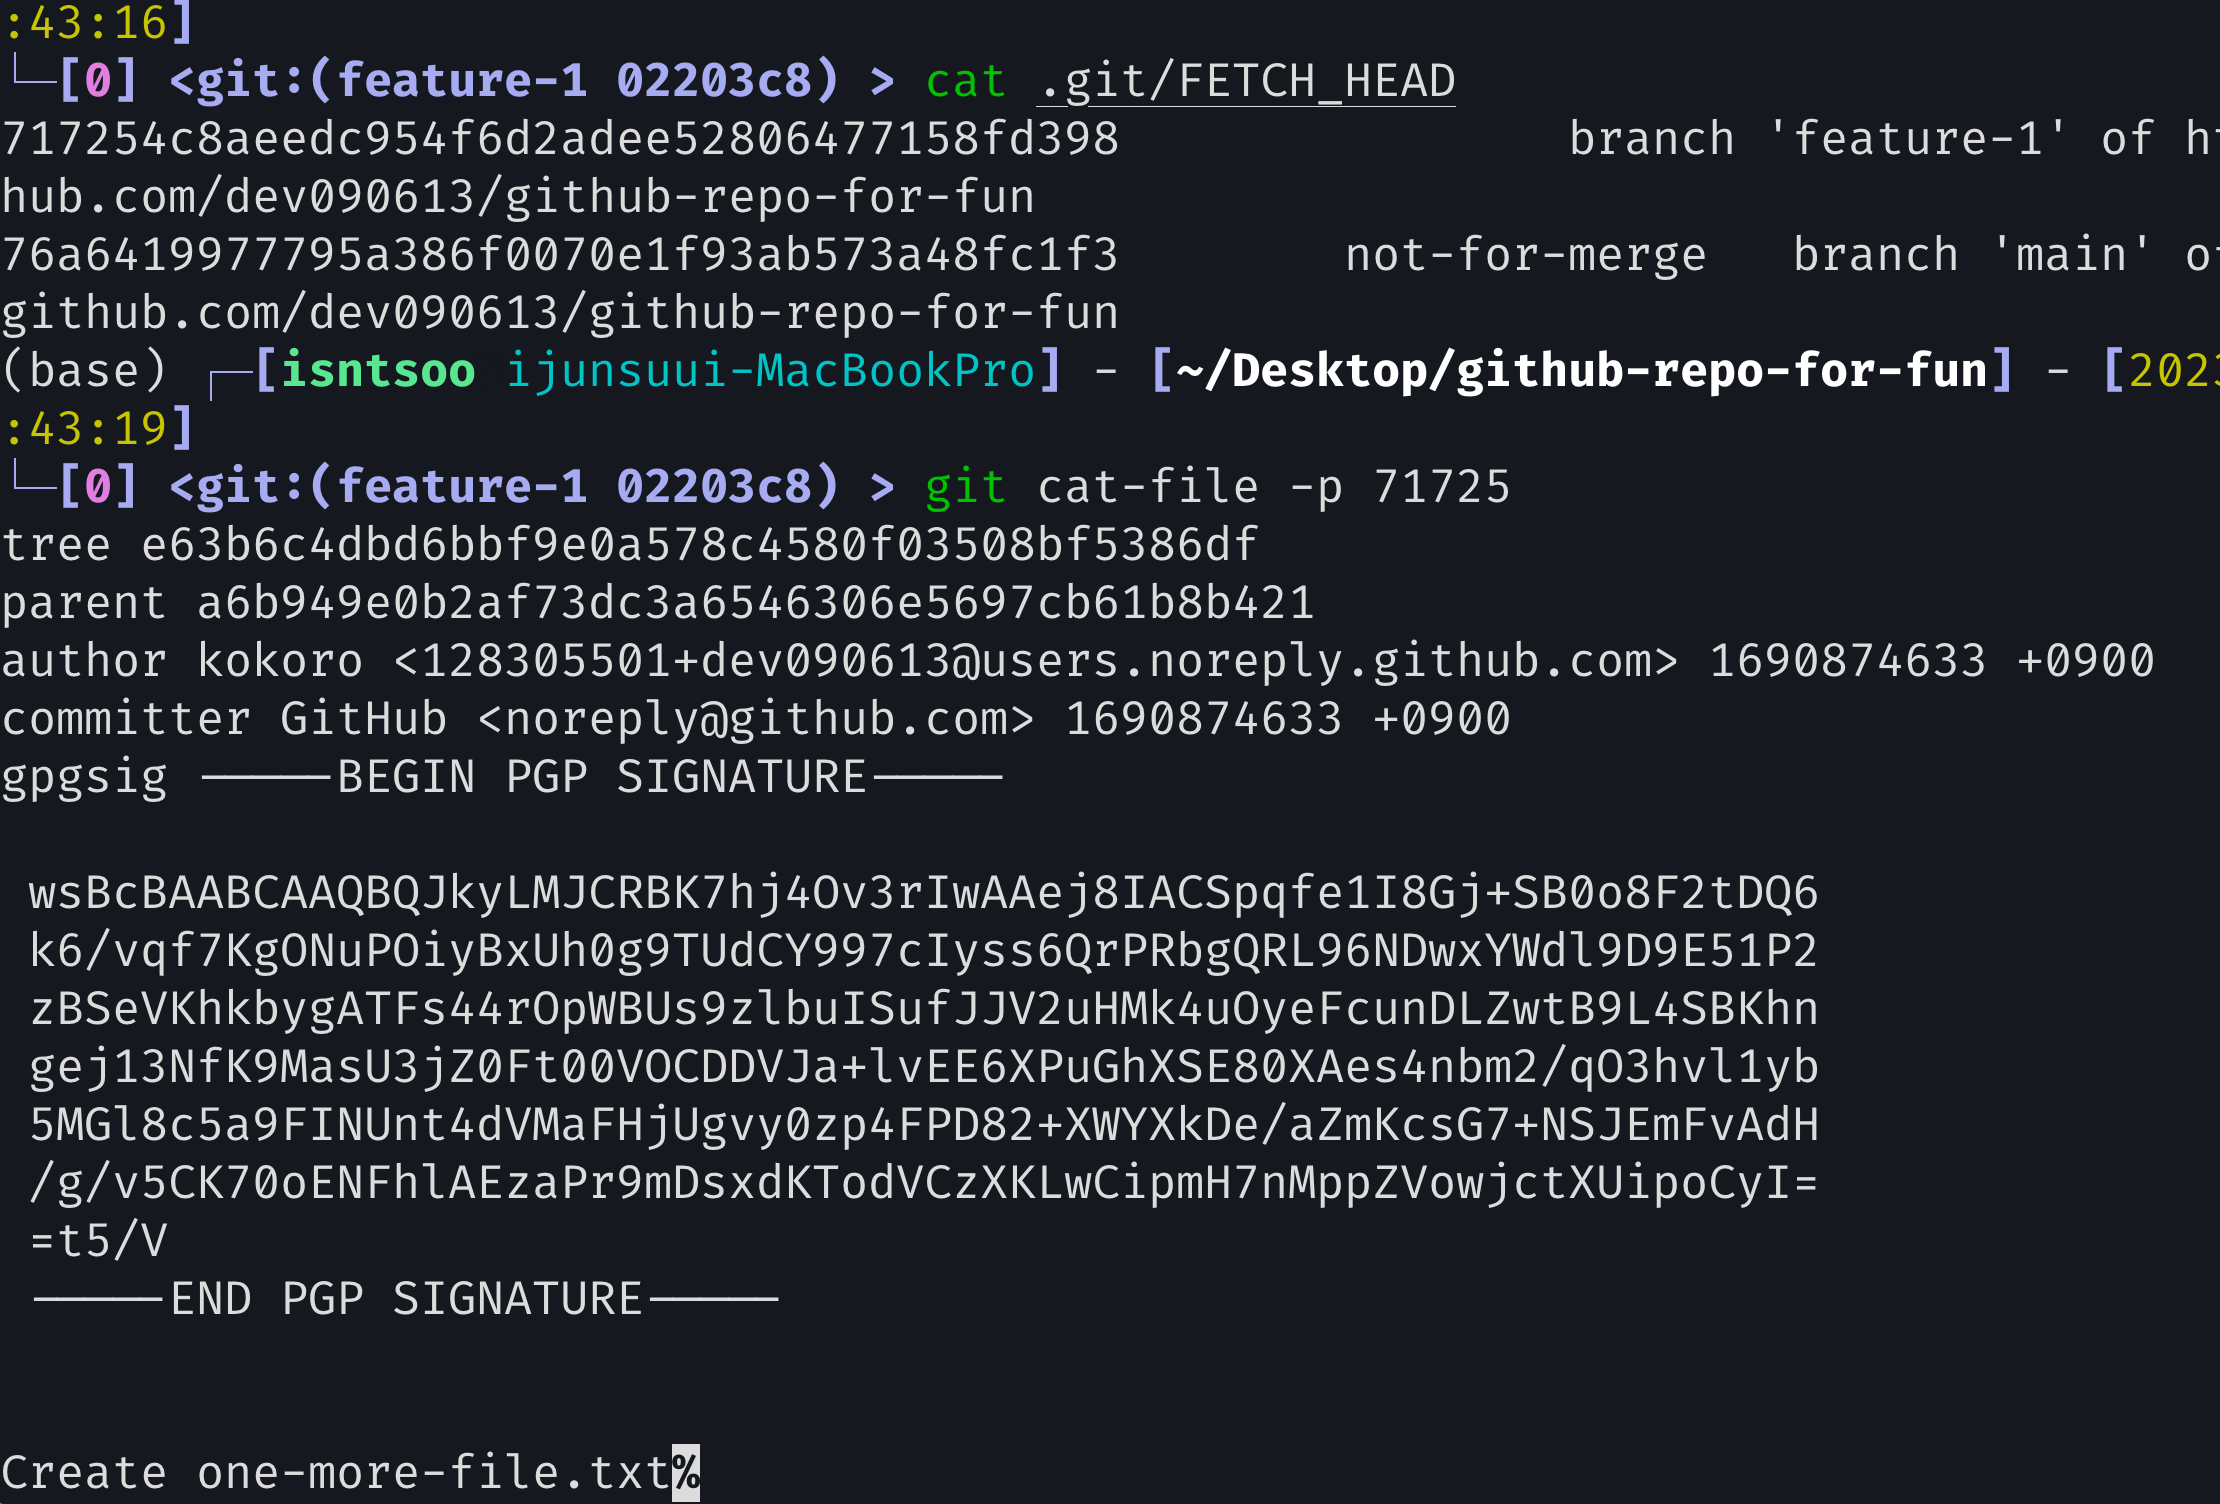 :43:16]
[0] <git:(feature-1 02203c8) > cat .git/FETCH_HEAD
717254c8aeedc954f6d2adee52806477158fd398 branch 'feature-1' of ht
hub.com/dev090613/github-repo-for-fun
76a6419977795a386f0070e1f93ab573a48fc1f3 not-for-merge branch 'main' of
github.com/dev090613/github-repo-for-fun
(base) ┌─[isntsoo ijunsuui-MacBookPro] - [~/Desktop/github-repo-for-fun] - [2023
:43:19]
└─[0] <git:(feature-1 02203c8) > git cat-file -p 71725
tree e63b6c4dbd6bbf9e0a578c4580f03508bf5386df
parent a6b949e0b2af73dc3a6546306e5697cb61b8b421
author kokoro <128305501+dev090613@users.noreply.github.com> 1690874633 +0900
committer GitHub <noreply@github.com> 1690874633 +0900
gpgsig -----BEGIN PGP SIGNATURE-----
wsBcBAABCAAQBQJkyLMJCRBK7hj4Ov3rIwAAej8IACSpqfe1I8Gj+SB0o8F2tDQ6
k6/vqf7KgONuPOiyBxUh0g9TUdCY997cIyss6QrPRbgQRL96NDwxYWdl9D9E51P2
zBSeVKhkbygATFs44rOpWBUs9zlbuISufJJV2uHMk4uOyeFcunDLZwtB9L4SBKhn
gej13NfK9MasU3jZ0Ft00VOCDDVJa+lvEE6XPuGhXSE80XAes4nbm2/qO3hvl1yb
5MGl8c5a9FINUnt4dVMaFHjUgvy0zp4FPD82+XWYXkDe/aZmKcsG7+NSJEmFvAdH
/g/v5CK70oENFhlAEzaPr9mDsxdKTodVCzXKLwCipmH7nMppZVowjctXUipoCyI=
=t5/V
-----END PGP SIGNATURE-----
Create one-more-file.txt%